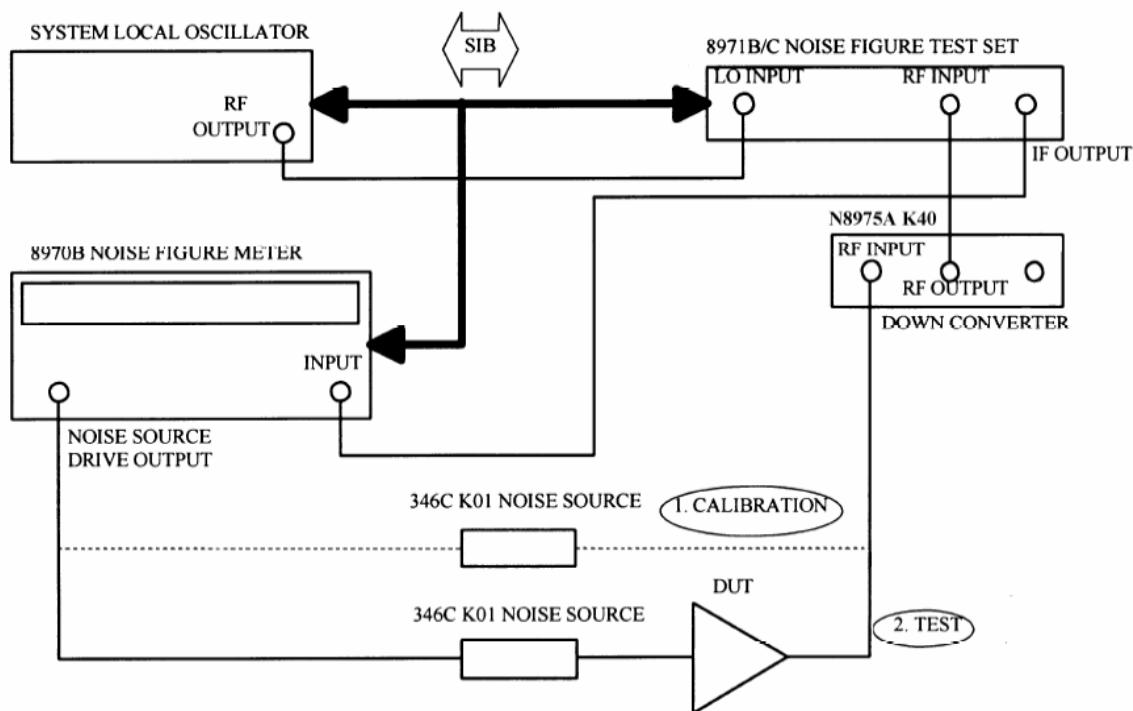 SYSTEM LOCAL OSCILLATOR
SIB
8971B/C NOISE FIGURE TEST SET
LO INPUT
RF INPUT
RF
OUTPUT
IF OUTPUT
N8975A K40
8970B NOISE FIGURE METER
RF INPUT
RF OUTPUT
DOWN CONVERTER
INPUT
NOISE SOURCE
DRIVE OUTPUT
346C K01 NOISE SOURCE
1. CALIBRATION
DUT
346C K01 NOISE SOURCE
2. TEST